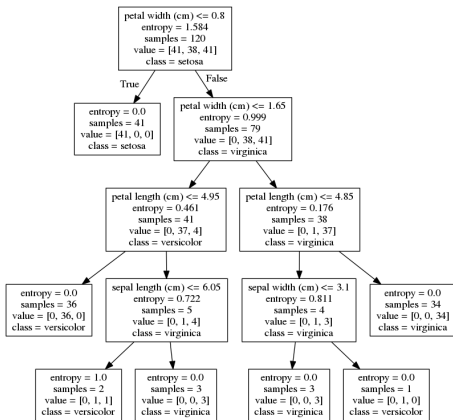 petal width (cm) <= 0.8
entropy = 1.584
samples = 120
value = [41, 38, 41]
class = setosa
True
False
entropy = 0.0
samples = 41
value = [41, 0, 0]
class = setosa
petal width (cm) <= 1.65
entropy = 0.999
samples = 79
value = [0, 38, 41]
class = virginica
petal length (cm) <= 4.95
entropy = 0.461
samples = 41
value = [0, 37, 4]
class = versicolor
petal length (cm) <= 4.85
entropy = 0.176
samples = 38
value = [0, 1, 37]
class = virginica
entropy = 0.0
samples = 36
value = [0, 36, 0]
class = versicolor
sepal length (cm) <= 6.05
entropy = 0.722
samples = 5
value = [0, 1, 4]
class = virginica
sepal width (cm) <= 3.1
entropy = 0.811
samples = 4
value = [0, 1, 3]
class = virginica
entropy = 0.0
samples = 34
value = [0, 0, 34]
class = virginica
entropy = 1.0
samples = 2
value = [0, 1, 1]
class = versicolor
entropy = 0.0
samples = 3
value = [0, 0, 3]
class = virginica
entropy = 0.0
samples = 3
value = [0, 0, 3]
class = virginica
entropy = 0.0
samples = 1
value = [0, 1, 0]
class = versicolor